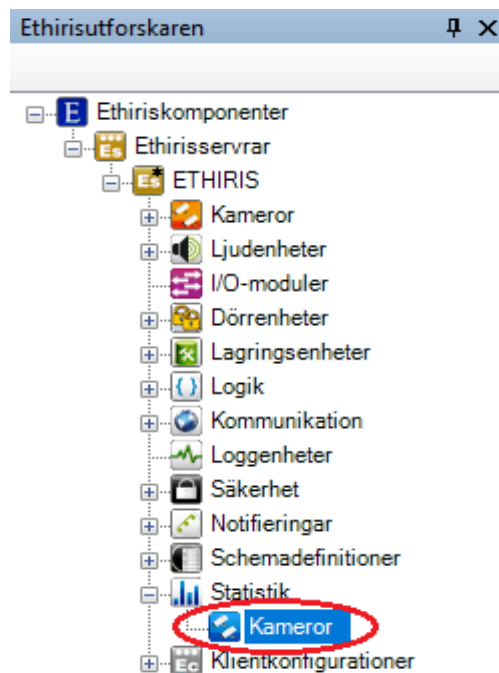 Ethirisutforskaren
Ethiriskomponenter
Ethirisservrar
ETHIRIS
Kameror
Ljudenheter
I/O-moduler
Dörrenheter
Lagringsenheter
Logik
Kommunikation
Loggenheter
Säkerhet
Notifieringar
Schemadefinitioner
Statistik
Kameror
Klientkonfigurationer